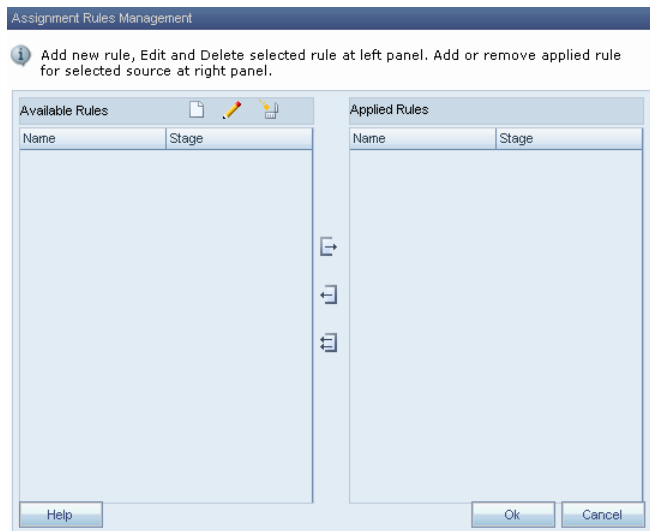 Assignment Rules Management
Add new rule, Edit and Delete selected rule at left panel. Add or remove applied rule
for selected source at right panel.
Available Rules
Applied Rules
Name Stage
Name Stage
Help
Ok Cancel